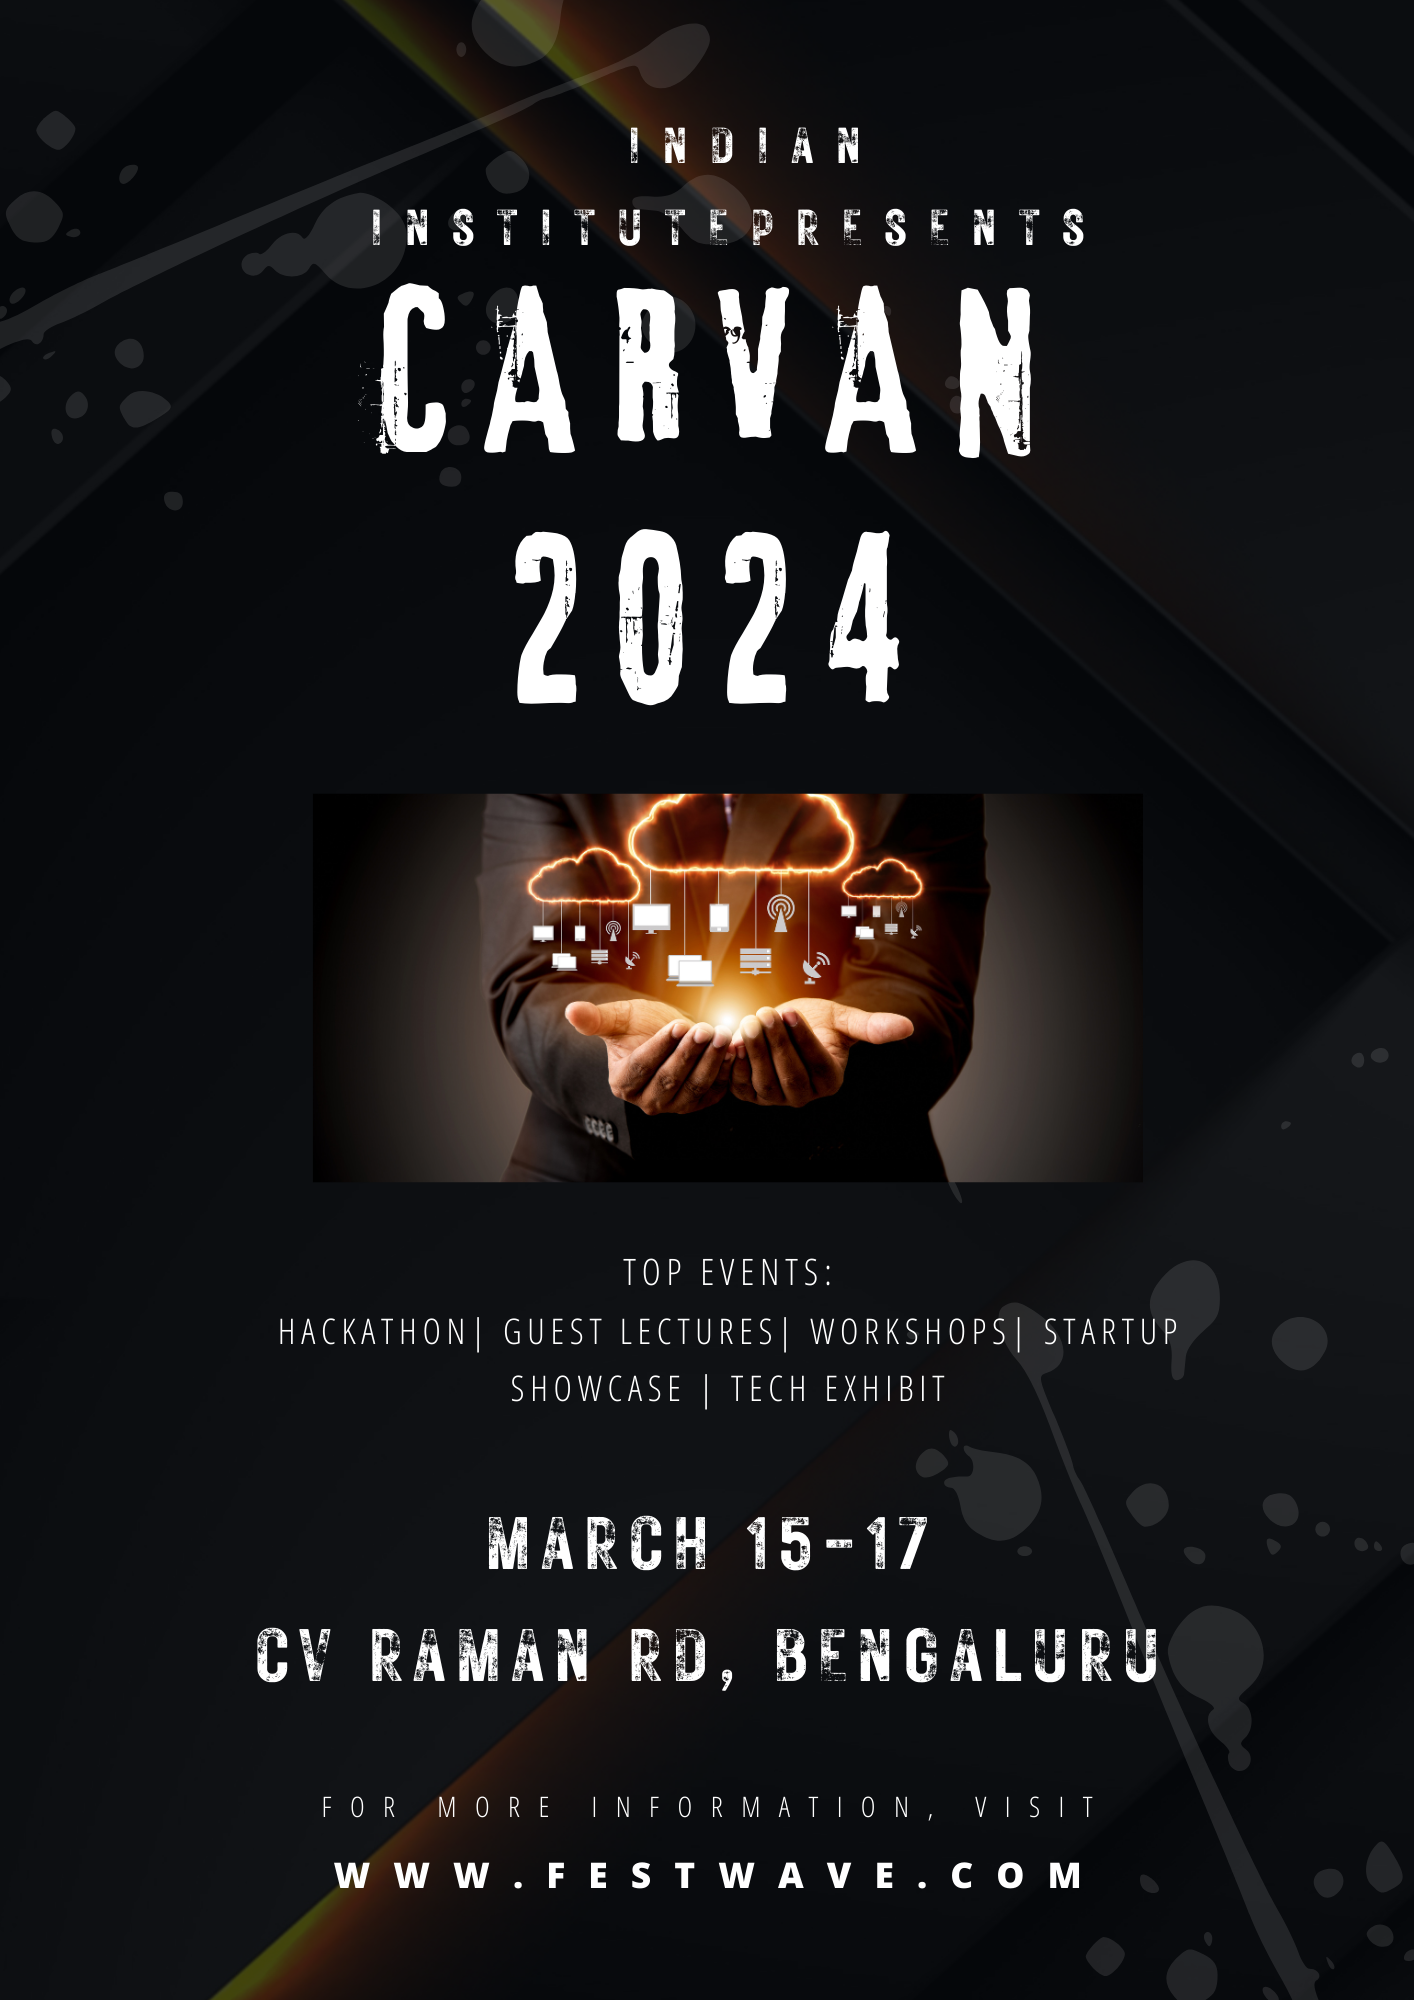 INDIAN
INSTITUTEPRESENTS
CARVAN
2024
TOP EVENTS:
HACKATHON| GUEST LECTURES| WORKSHOPS| STARTUP
SHOWCASE | TECH EXHIBIT
MARCH 15-17
CV RAMAN RD, BENGALURU
FOR MORE INFORMATION, VISIT
WWW.FESTWAVE.COM